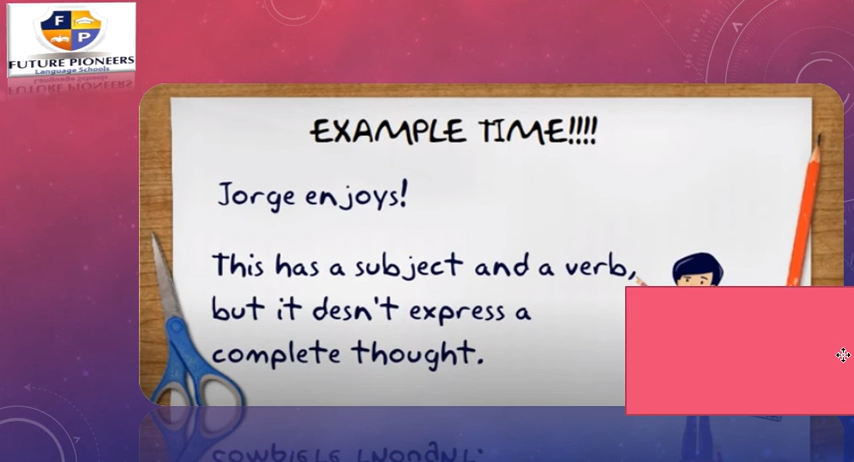 F
P
FUTURE PIONEERS
Language Schools
EXAMPLE TIME!!!!
Jorge enjoys!
This has a subject and a verb,
but it desn't express a
complete thought.